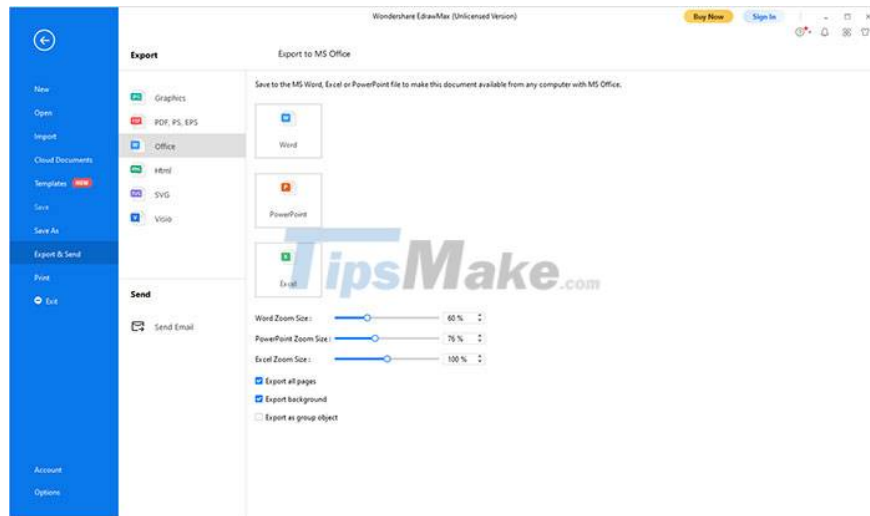 Wondershare EdrawMax (Unlicensed Version)
Buy Now
Sign In
Export
Export to MS Office
New
Open
Import
Cloud Documents
Templates NEW
Save
Save As
Export & Send
Print
Exit
Account
Options
Graphics
PDF, PS, EPS
Office
Html
SVG
Visio
Send
Send Email
Save to the MS Word, Excel or PowerPoint file to make this document available from any computer with MS Office.
W
Word
P
PowerPoint
X
Excel
Word Zoom Size : 60 %
PowerPoint Zoom Size : 76 %
Excel Zoom Size : 100 %
Export all pages
Export background
Export as group object
TipsMake.com